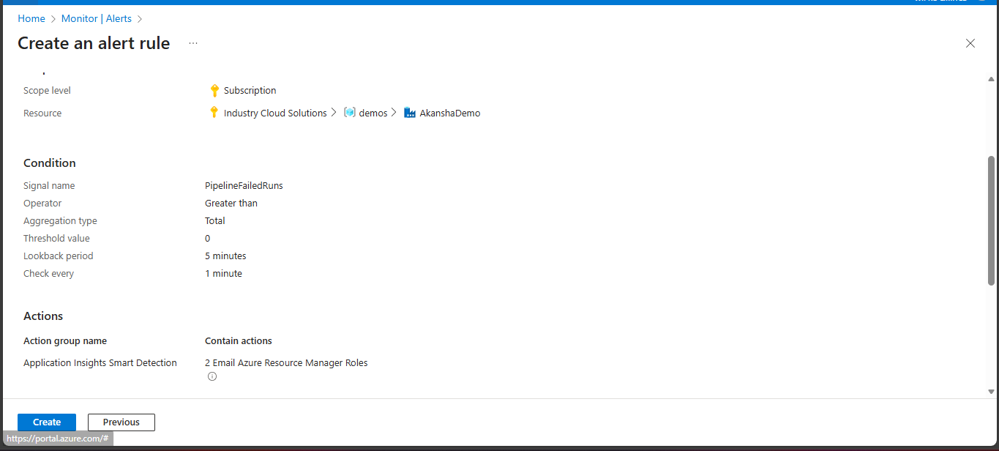 Home > Monitor | Alerts >
Create an alert rule ...
Scope level Subscription
Resource Industry Cloud Solutions > demos > AkanshaDemo
Condition
Signal name PipelineFailedRuns
Operator Greater than
Aggregation type Total
Threshold value 0
Lookback period 5 minutes
Check every 1 minute
Actions
Action group name Contain actions
Application Insights Smart Detection 2 Email Azure Resource Manager Roles
Create Previous
https://portal.azure.com/#